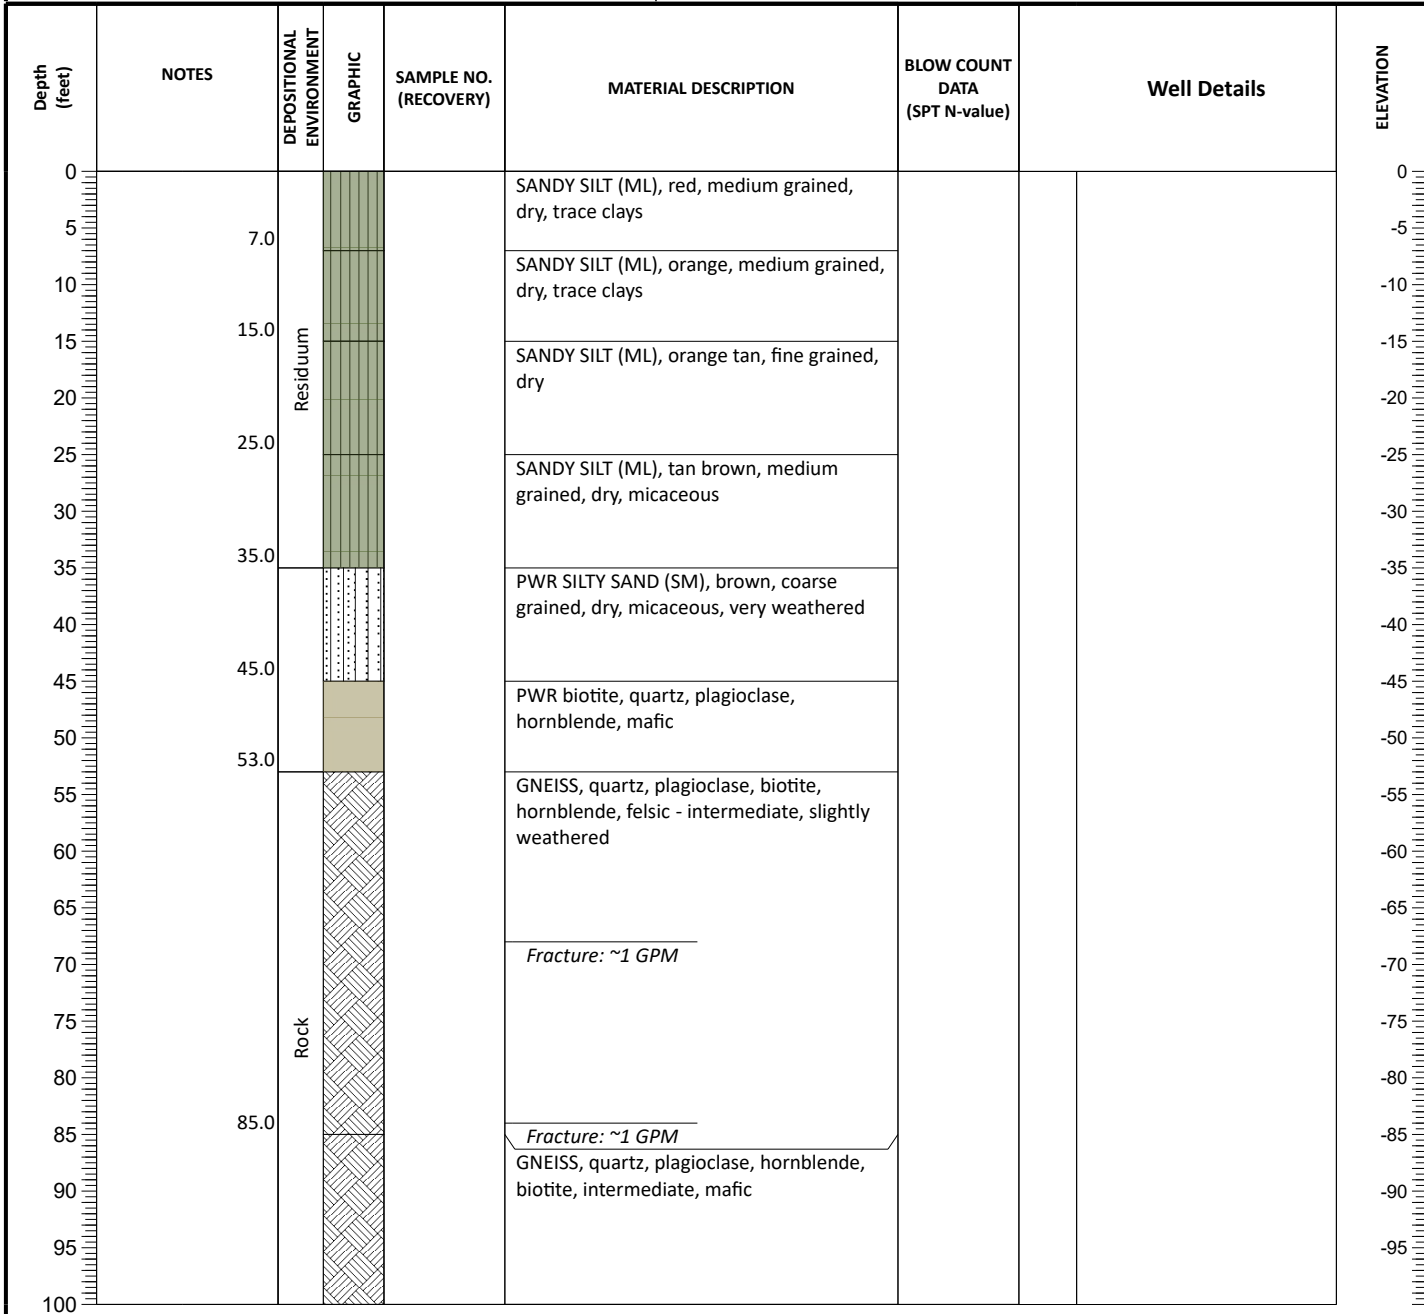 Depth
(feet)
NOTES
DEPOSITIONAL
ENVIRONMENT
GRAPHIC
SAMPLE NO.
(RECOVERY)
MATERIAL DESCRIPTION
BLOW COUNT
DATA
(SPT N-value)
Well Details
ELEVATION
0
5
10
15
20
25
30
35
40
45
50
55
60
65
70
75
80
85
90
95
100
7.0
15.0
25.0
35.0
45.0
53.0
85.0
Residuum
Rock
SANDY SILT (ML), red, medium grained,
dry, trace clays
SANDY SILT (ML), orange, medium grained,
dry, trace clays
SANDY SILT (ML), orange tan, fine grained,
dry
SANDY SILT (ML), tan brown, medium
grained, dry, micaceous
PWR SILTY SAND (SM), brown, coarse
grained, dry, micaceous, very weathered
PWR biotite, quartz, plagioclase,
hornblende, mafic
GNEISS, quartz, plagioclase, biotite,
hornblende, felsic - intermediate, slightly
weathered
Fracture: ~1 GPM
Fracture: ~1 GPM
GNEISS, quartz, plagioclase, hornblende,
biotite, intermediate, mafic
0
-5
-10
-15
-20
-25
-30
-35
-40
-45
-50
-55
-60
-65
-70
-75
-80
-85
-90
-95